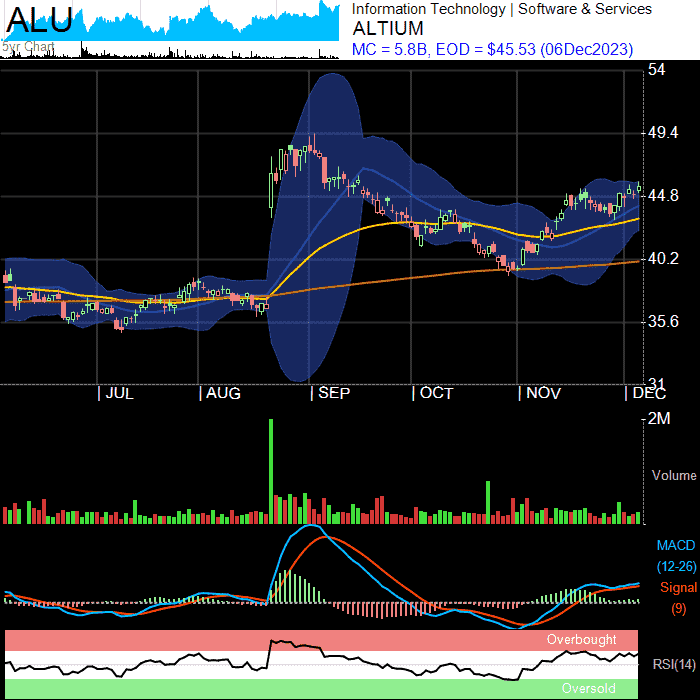 ALU
5yr Chart
Information Technology | Software & Services
ALTIUM
MC = 5.8B, EOD = $45.53 (06Dec2023)
54
49.4
44.8
40.2
35.6
31
| JUL | AUG | SEP | OCT | NOV | DEC
2M
Volume
MACD
(12-26)
Signal
(9)
Overbought
RSI(14)
Oversold